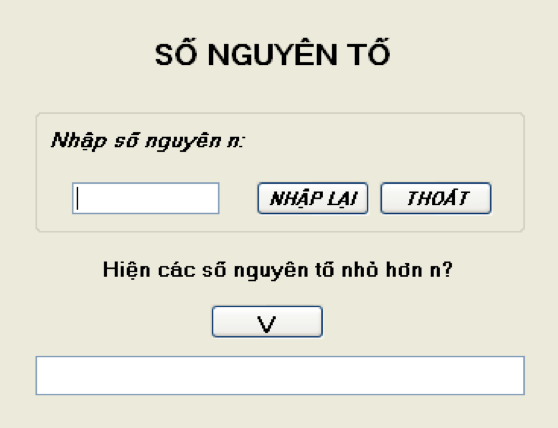 SỐ NGUYÊN TỐ
Nhập số nguyên n:
NHẬP LẠI THOÁT
Hiện các số nguyên tố nhỏ hơn n?
V